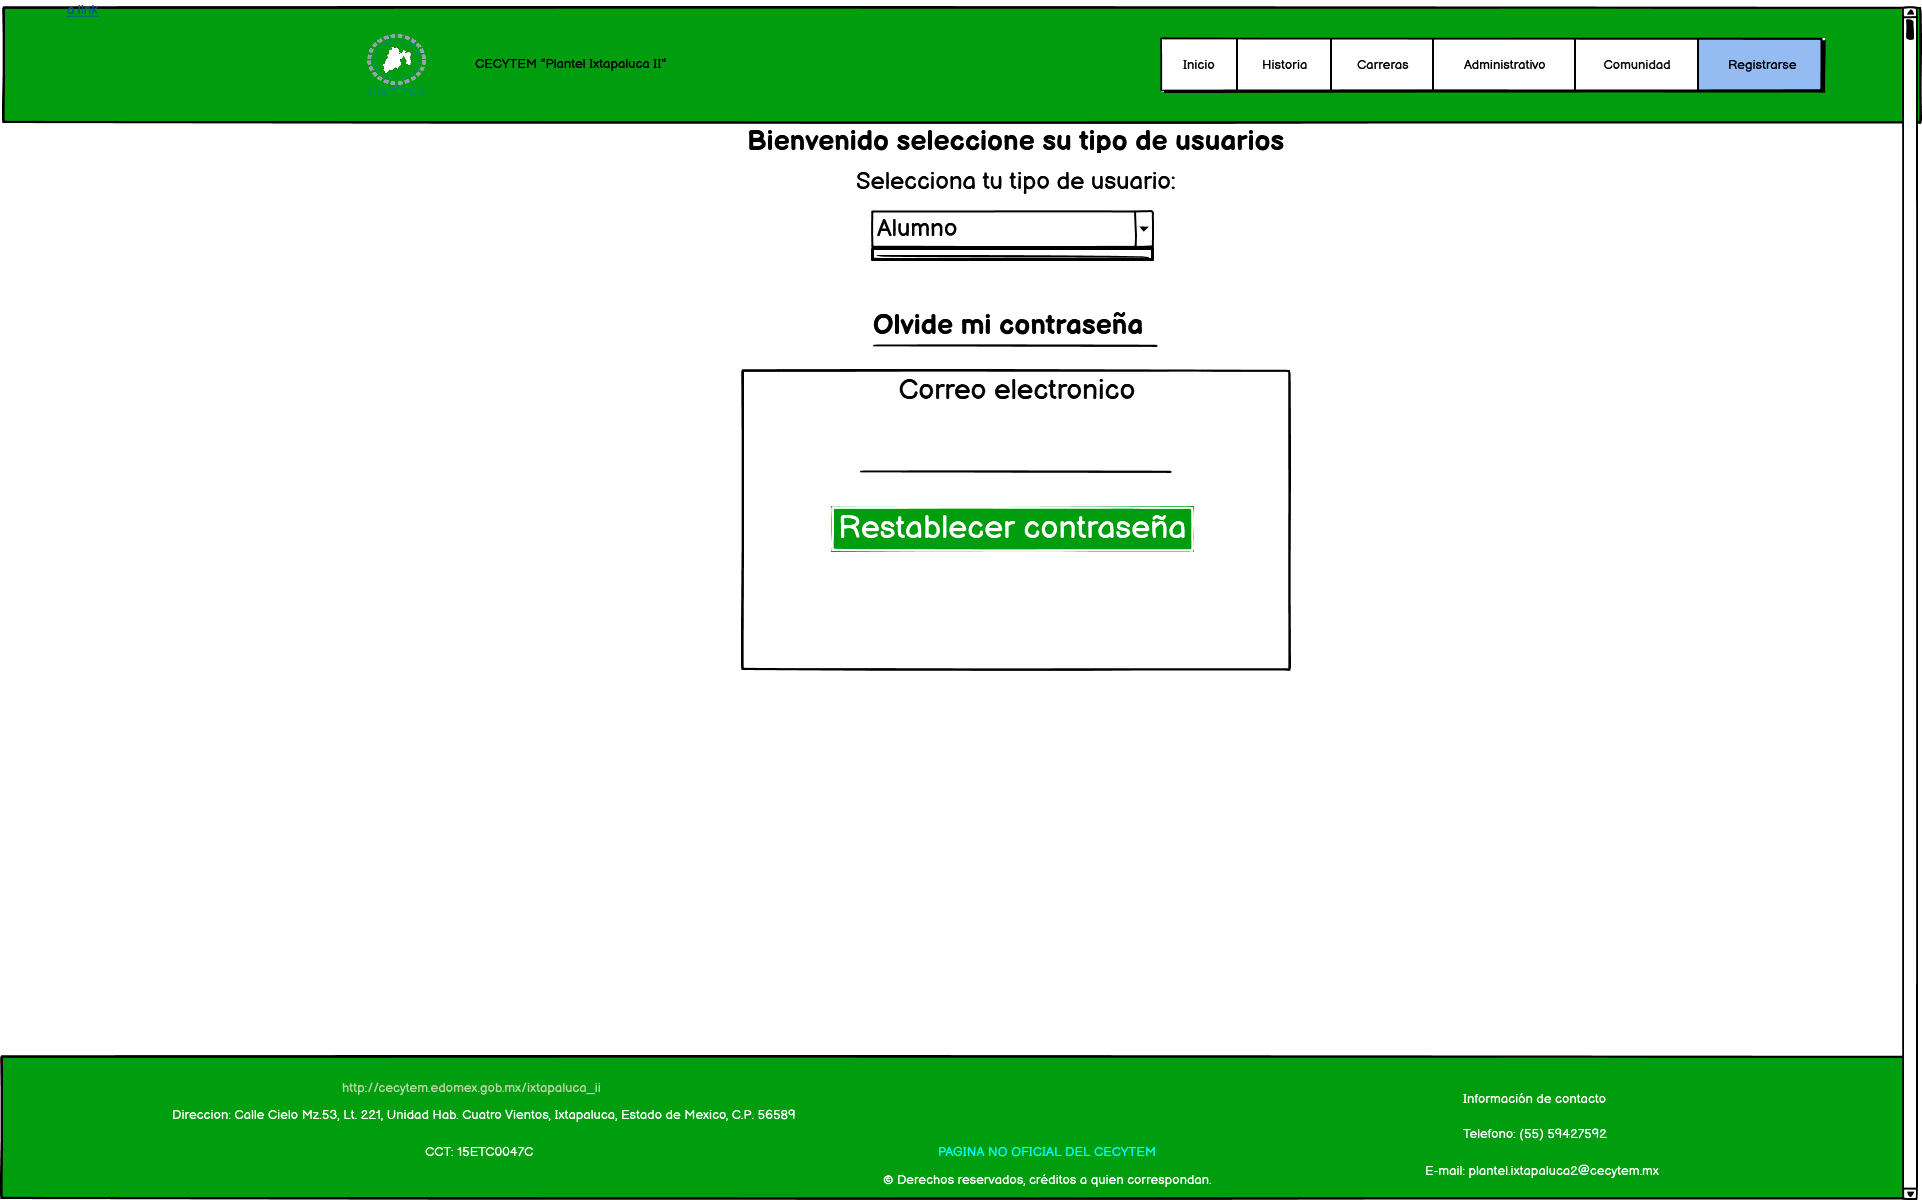 a link
CECYTEM "Plantel Ixtapaluca II"
Inicio
Historia
Carreras
Administrativo
Comunidad
Registrarse
Bienvenido seleccione su tipo de usuarios
Selecciona tu tipo de usuario:
Alumno
Olvide mi contraseña
Correo electronico
Restablecer contraseña
http://cecytem.edomex.gob.mx/ixtapaluca_ii
Direccion: Calle Cielo Mz.53, Lt. 221, Unidad Hab. Cuatro Vientos, Ixtapaluca, Estado de Mexico, C.P. 56589
CCT: 15ETC0047C
PAGINA NO OFICIAL DEL CECYTEM
© Derechos reservados, créditos a quien correspondan.
Información de contacto
Telefono: (55) 59427592
E-mail: plantel.ixtapaluca2@cecytem.mx